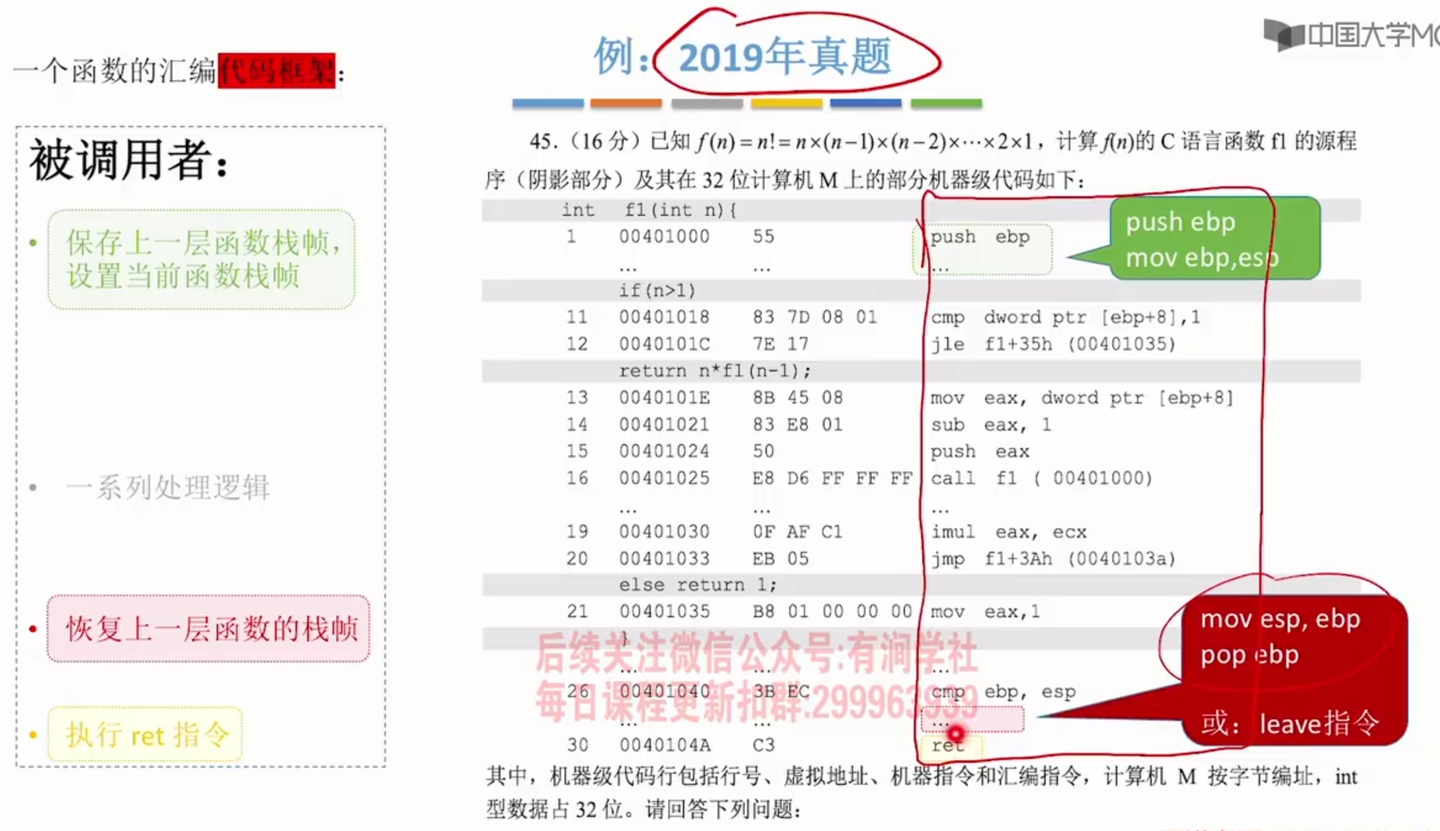 中国大学MO
例：2019年真题
一个函数的汇编代码框架：
被调用者：
• 保存上一层函数栈帧，
设置当前函数栈帧
• 一系列处理逻辑
• 恢复上一层函数的栈帧
• 执行 ret 指令
45.（16 分）已知 f(n)=n!=n×(n−1)×(n−2)×⋯×2×1，计算 f(n)的 C 语言函数 f1 的源程
序（阴影部分）及其在 32 位计算机 M 上的部分机器级代码如下：
int f1(int n){
1 00401000 55 push ebp
... ... ...
if(n>1)
11 00401018 83 7D 08 01 cmp dword ptr [ebp+8],1
12 0040101C 7E 17 jle f1+35h (00401035)
return n*f1(n-1);
13 0040101E 8B 45 08 mov eax, dword ptr [ebp+8]
14 00401021 83 E8 01 sub eax, 1
15 00401024 50 push eax
16 00401025 E8 D6 FF FF FF call f1 ( 00401000)
... ... ...
19 00401030 0F AF C1 imul eax, ecx
20 00401033 EB 05 jmp f1+3Ah (0040103a)
else return 1;
21 00401035 B8 01 00 00 00 mov eax,1
}
... ... ...
26 00401040 3B EC cmp ebp, esp
... ... ...
30 0040104A C3 ret
push ebp
mov ebp,esp
mov esp, ebp
pop ebp
或：leave指令
后续关注微信公众号:有润学社
每日课程更新扣群:299963999
其中，机器级代码行包括行号、虚拟地址、机器指令和汇编指令，计算机 M 按字节编址，int
型数据占 32 位。请回答下列问题：